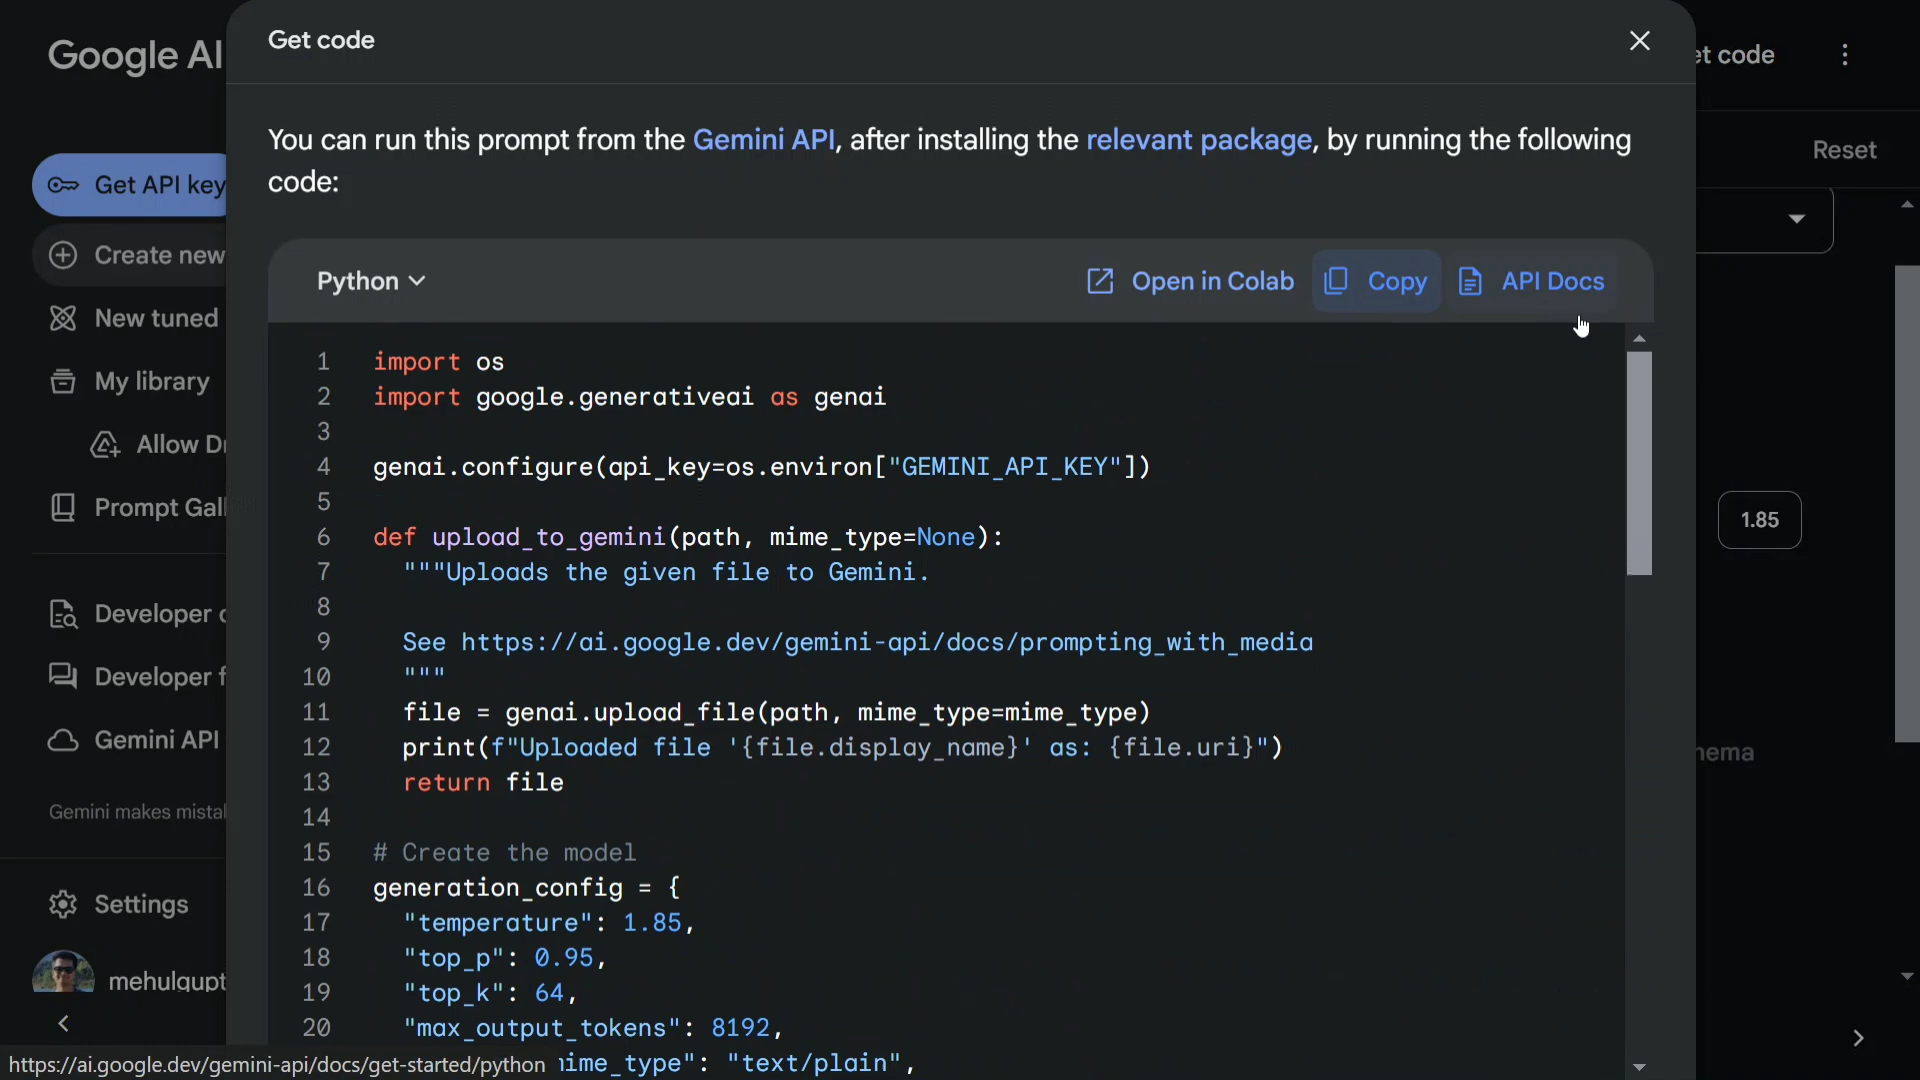 Google AI
Get code
et code
You can run this prompt from the Gemini API, after installing the relevant package, by running the following
code:
Reset
Get API key
Create new
New tuned
My library
Allow Dr
Prompt Gall
Developer
Developer f
Gemini API
Gemini makes mistak
Settings
mehulgupt
Python
Open in Colab
Copy
API Docs
1 import os
2 import google.generativeai as genai
3
4 genai.configure(api_key=os.environ["GEMINI_API_KEY"])
5
6 def upload_to_gemini(path, mime_type=None):
7 """Uploads the given file to Gemini.
8
9 See https://ai.google.dev/gemini-api/docs/prompting_with_media
10 """
11 file = genai.upload_file(path, mime_type=mime_type)
12 print(f"Uploaded file '{file.display_name}' as: {file.uri}")
13 return file
14
15 # Create the model
16 generation_config = {
17 "temperature": 1.85,
18 "top_p": 0.95,
19 "top_k": 64,
20 "max_output_tokens": 8192,
mime_type": "text/plain",
1.85
hema
https://ai.google.dev/gemini-api/docs/get-started/python